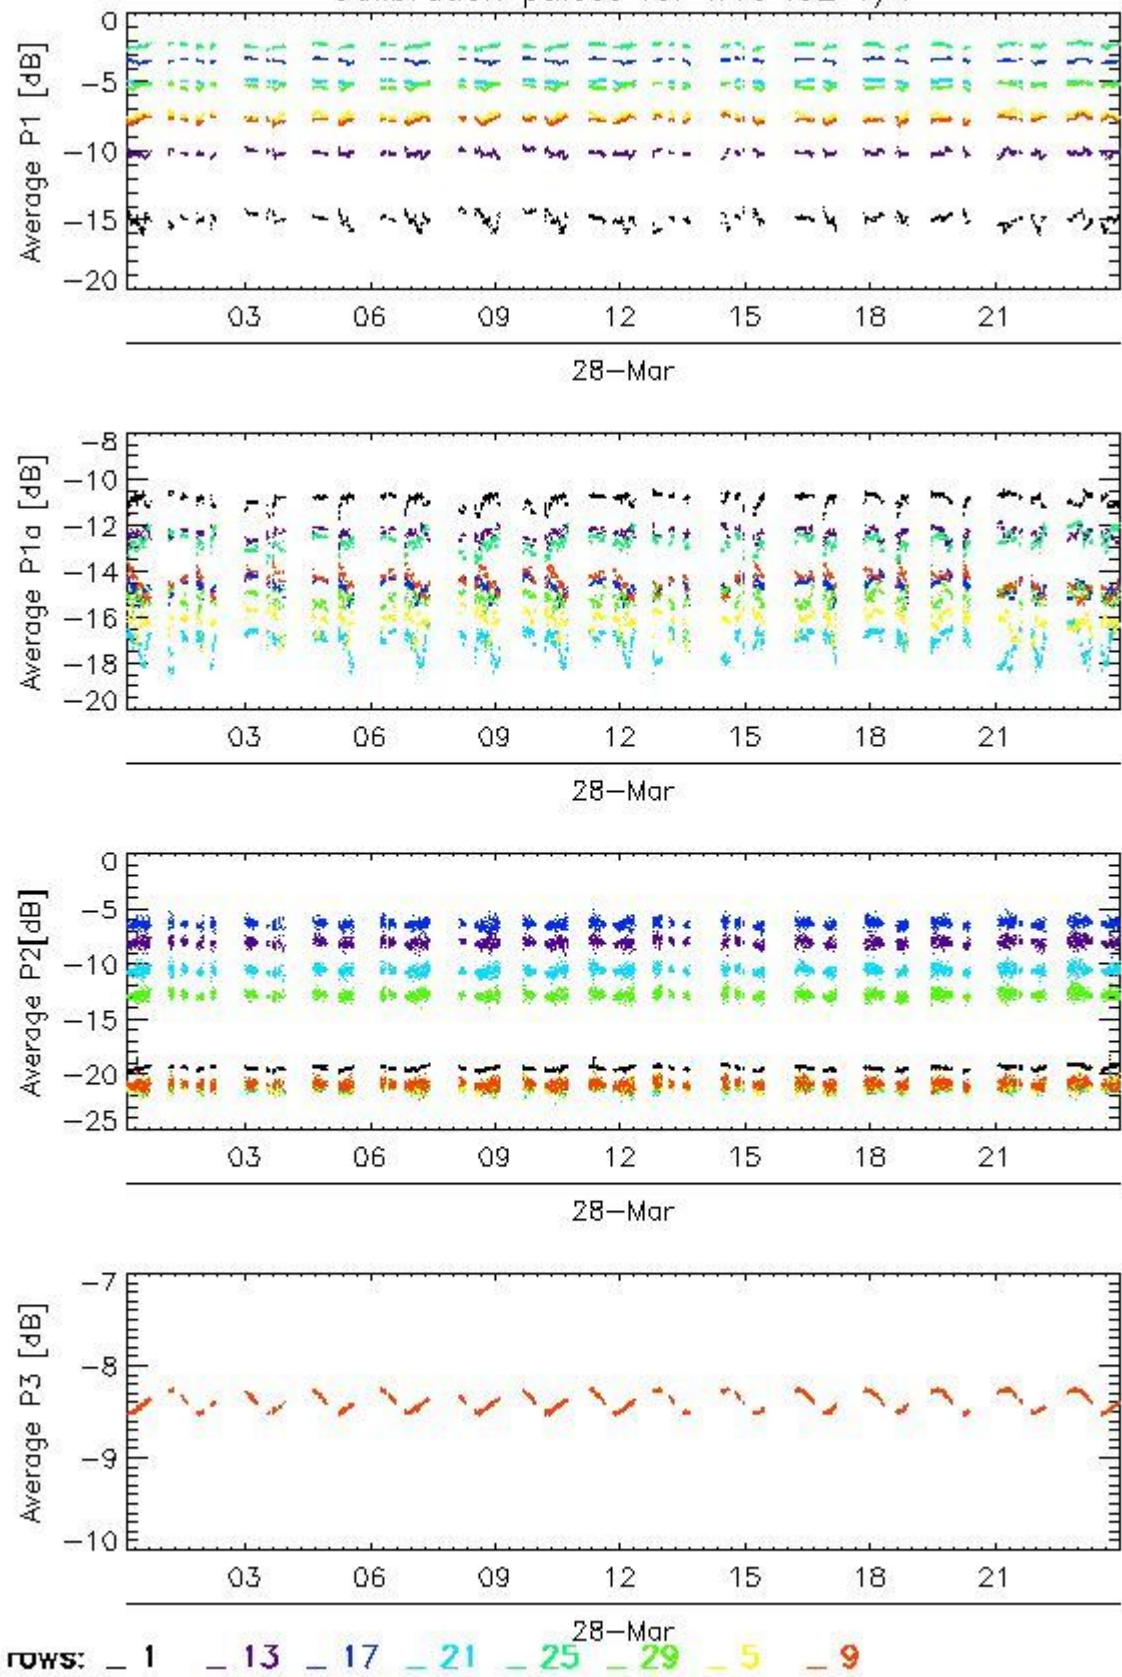 Average P1 [dB]
0
−5
−10
−15
−20
03 06 09 12 15 18 21
28−Mar
Average P1a [dB]
−8
−10
−12
−14
−16
−18
−20
03 06 09 12 15 18 21
28−Mar
Average P2[dB]
0
−5
−10
−15
−20
−25
03 06 09 12 15 18 21
28−Mar
Average P3 [dB]
−7
−8
−9
−10
03 06 09 12 15 18 21
28−Mar
rows: _ 1 _ 13 _ 17 _ 21 _ 25 _ 29 _ 5 _ 9